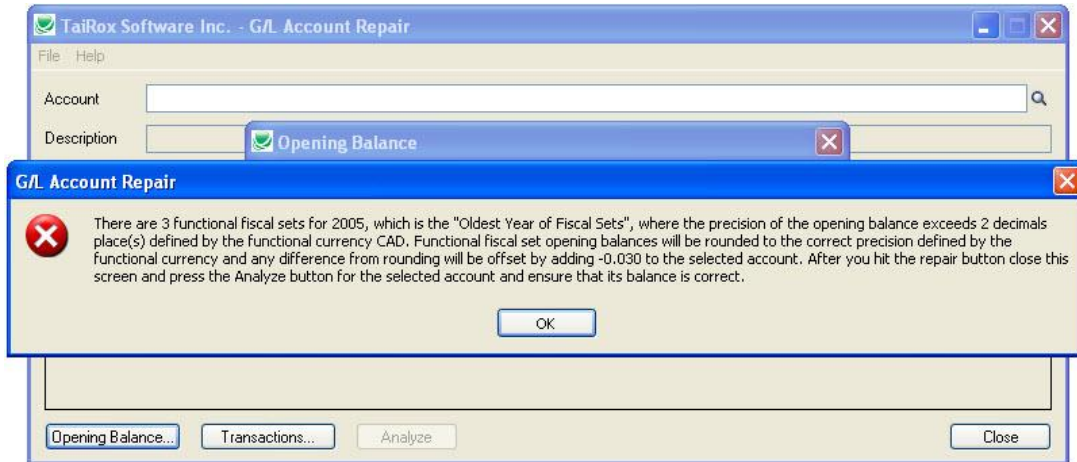 TaiRox Software Inc. - G/L Account Repair
File Help
Account
Description
Opening Balance
G/L Account Repair
There are 3 functional fiscal sets for 2005, which is the "Oldest Year of Fiscal Sets", where the precision of the opening balance exceeds 2 decimals
place(s) defined by the functional currency CAD. Functional fiscal set opening balances will be rounded to the correct precision defined by the
functional currency and any difference from rounding will be offset by adding -0.030 to the selected account. After you hit the repair button close this
screen and press the Analyze button for the selected account and ensure that its balance is correct.
OK
Opening Balance... Transactions... Analyze Close